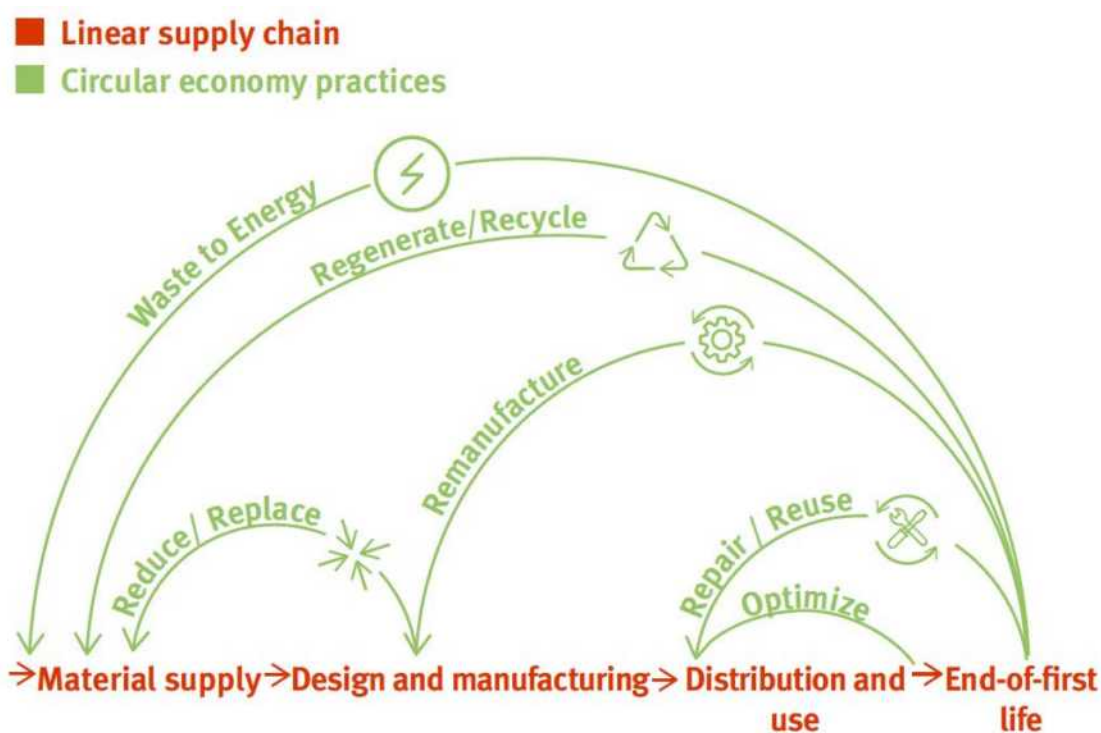 Linear supply chain
Circular economy practices
Waste to Energy
Regenerate/Recycle
Remanufacture
Reduce/ Replace
Repair / Reuse
Optimize
Material supply
Design and manufacturing
Distribution and
use
End-of-first
life